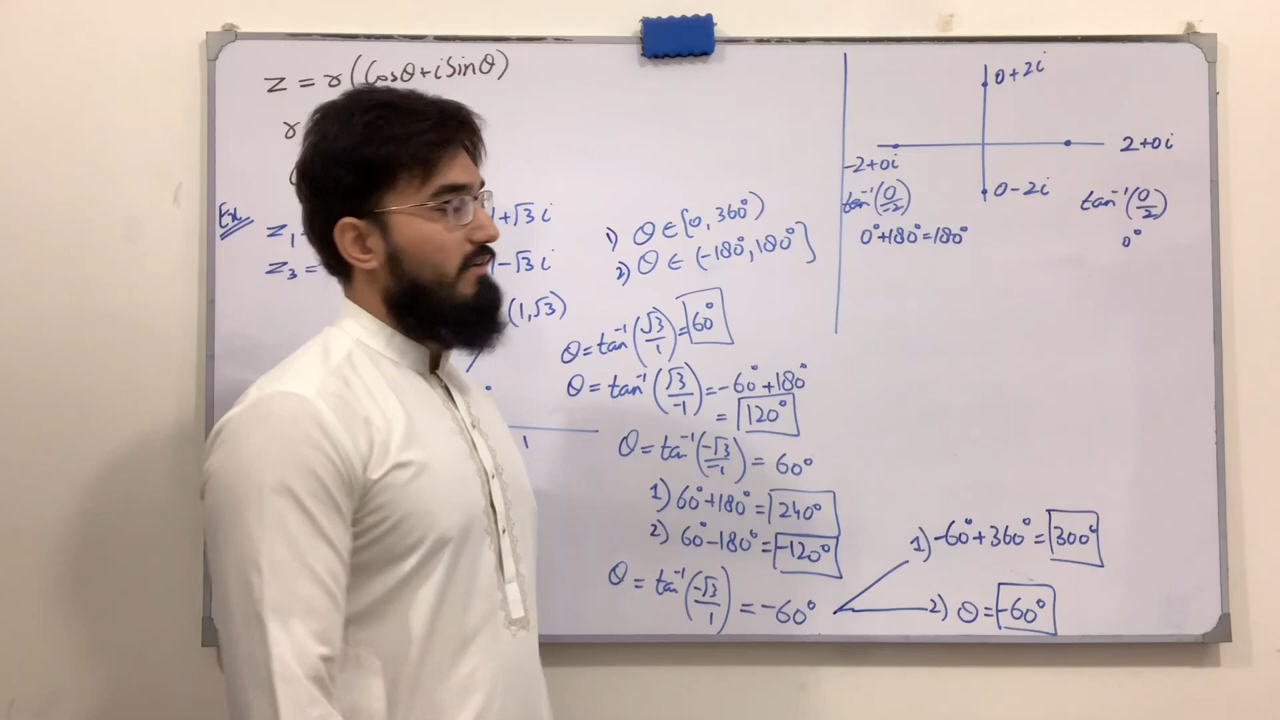 z = r(Cosθ+iSinθ)
r
Ex
z₁
+√3 i
z₃ =
-√3 i
(1,√3)
1
1) θ ∈ [0, 360°)
2) θ ∈ (-180°, 180°]
θ = tan⁻¹(√3/1) = 60°
θ = tan⁻¹(√3/-1) = -60°+180°
= 120°
θ = tan⁻¹(-√3/-1) = 60°
1) 60°+180° = 240°
2) 60°-180° = -120°
θ = tan⁻¹(-√3/1) = -60°
1) -60°+360° = 300°
2) θ = -60°
0+2i
2+0i
-2+0i
0-2i
tan⁻¹(0/-2)
0°+180°=180°
tan⁻¹(0/2)
0°